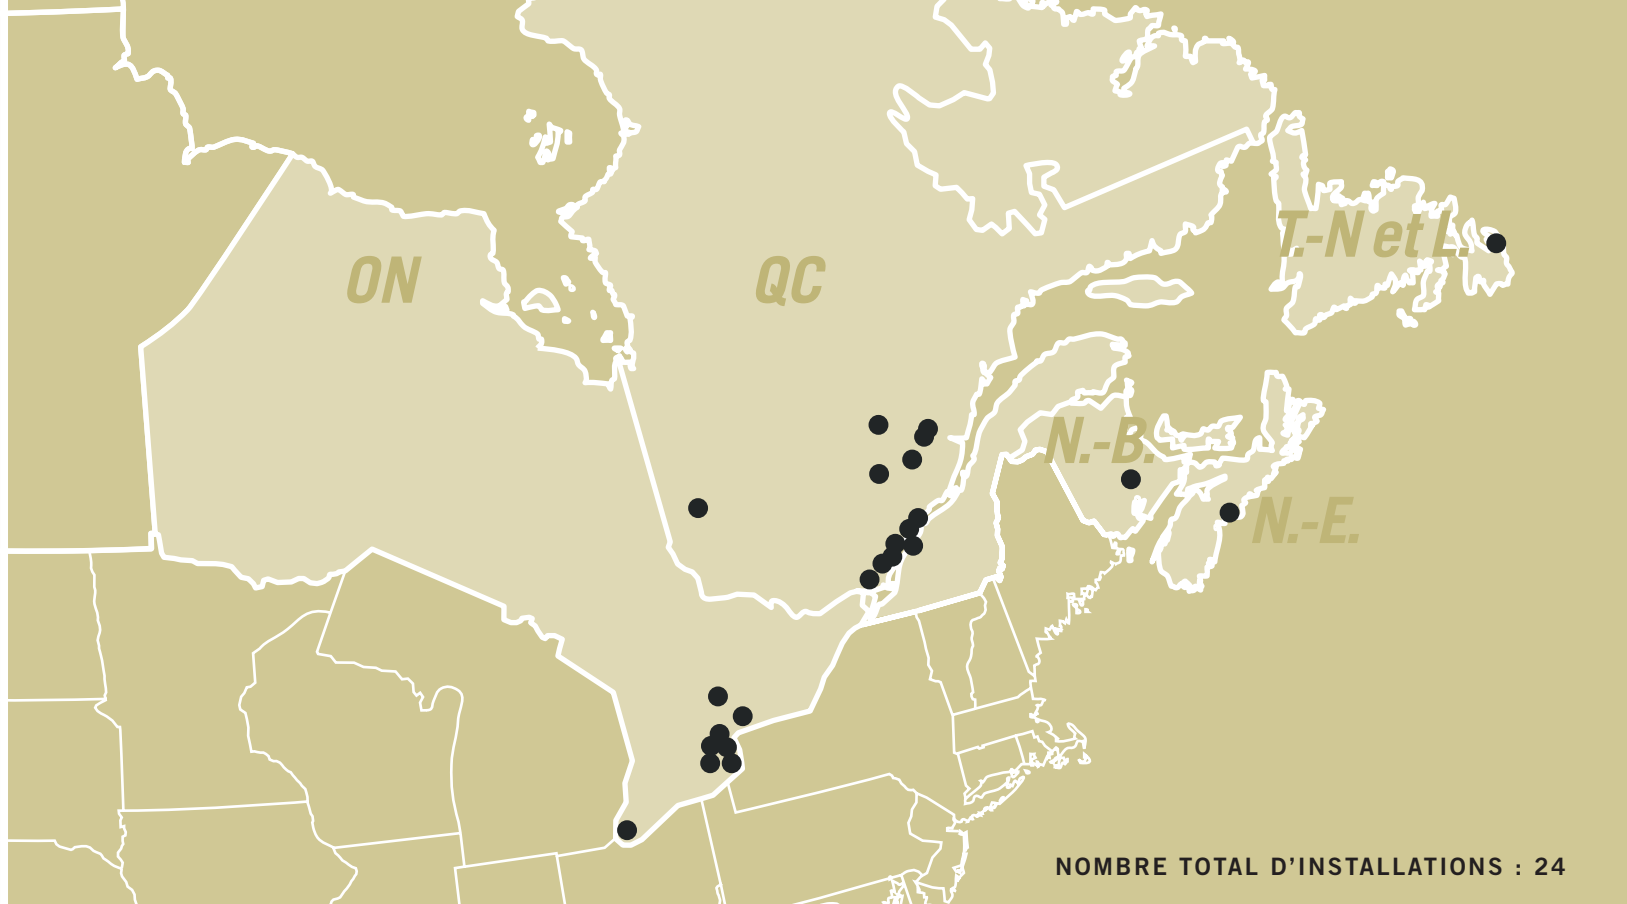 T.-N et L.
ON
QC
N.-B.
N.-E.
NOMBRE TOTAL D’INSTALLATIONS : 24